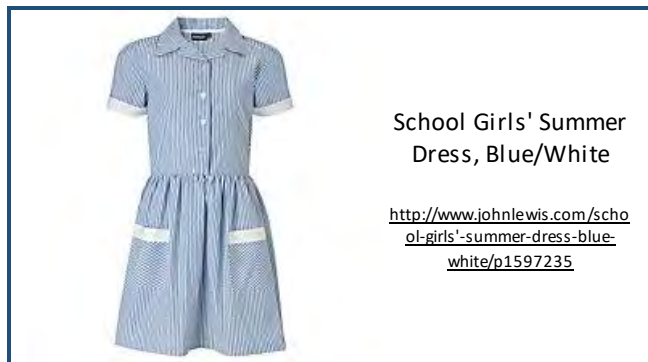 School Girls' Summer
Dress, Blue/White
http://www.johnlewis.com/scho
ol-girls'-summer-dress-blue-
white/p1597235